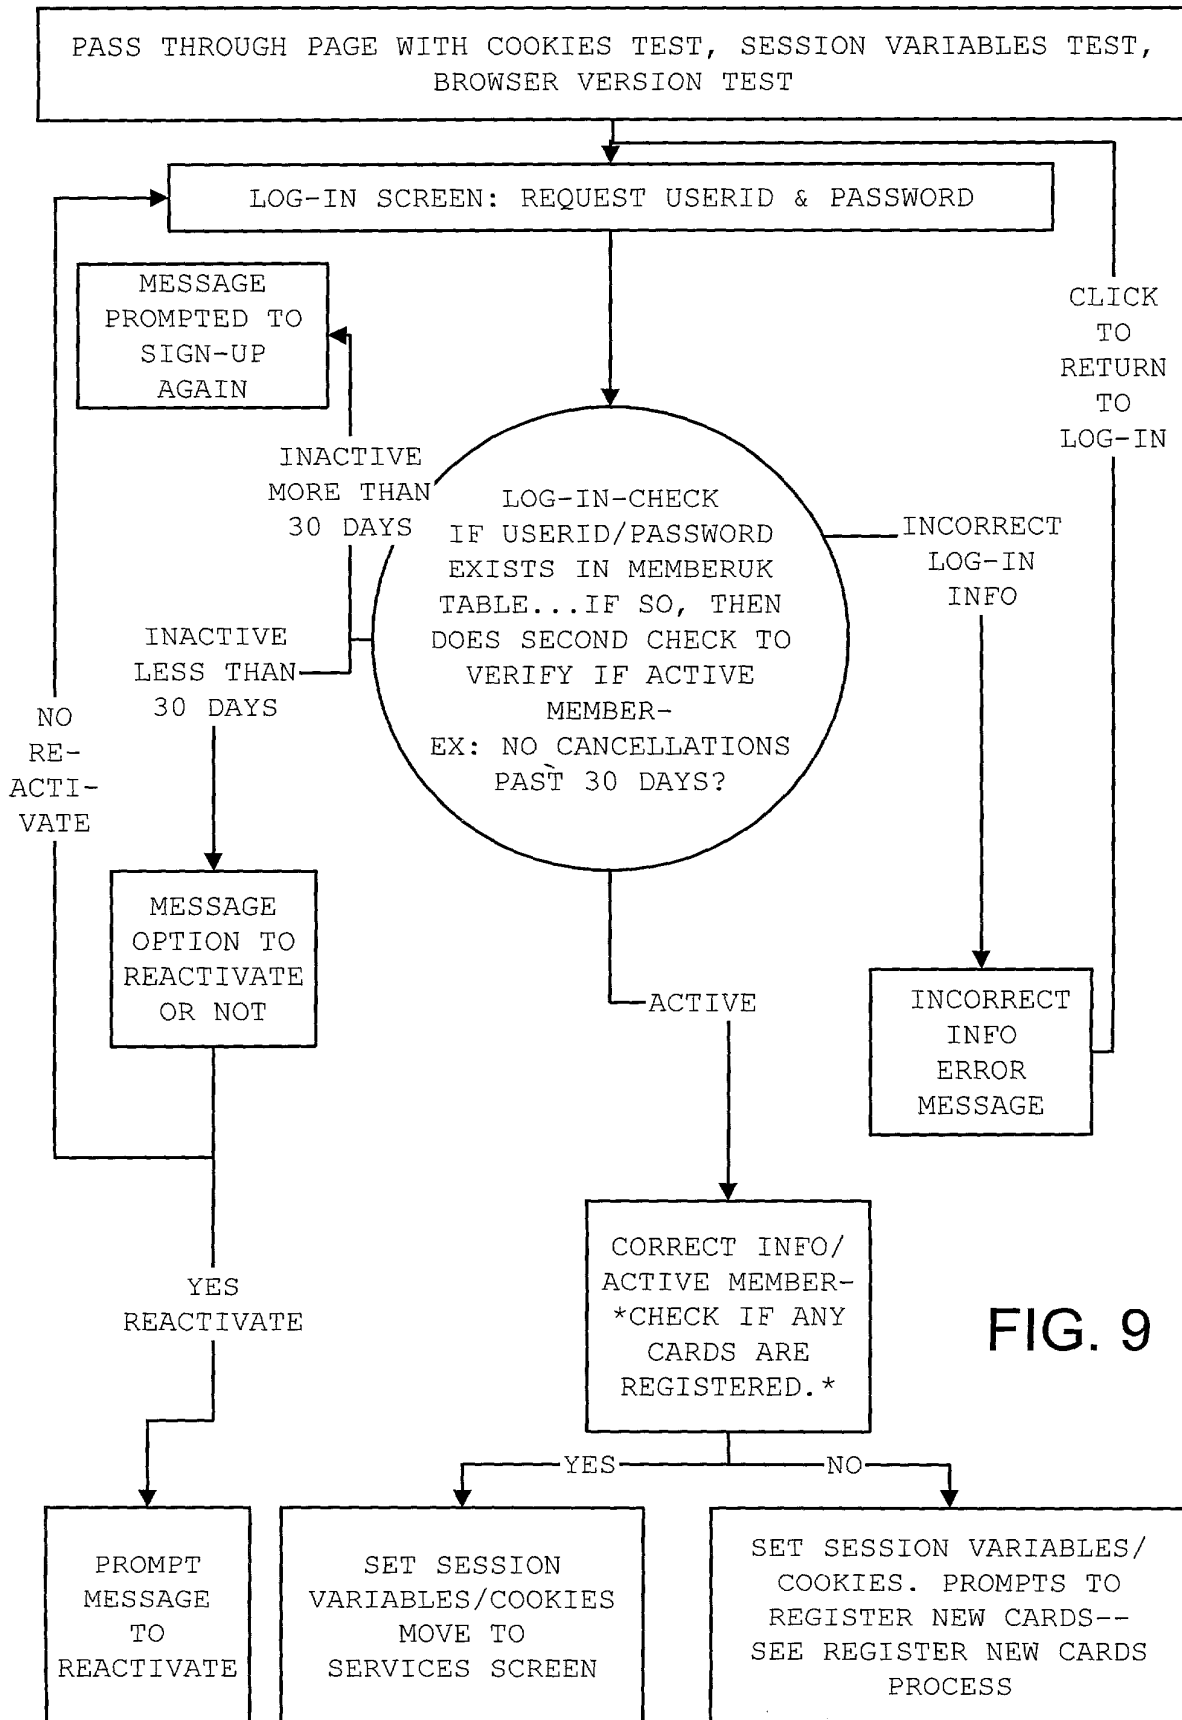 PASS THROUGH PAGE WITH COOKIES TEST, SESSION VARIABLES TEST,
BROWSER VERSION TEST
LOG-IN SCREEN: REQUEST USERID & PASSWORD
MESSAGE
PROMPTED TO
SIGN-UP
AGAIN
CLICK
TO
RETURN
TO
LOG-IN
INACTIVE
MORE THAN
30 DAYS
LOG-IN-CHECK
IF USERID/PASSWORD
EXISTS IN MEMBERUK
TABLE...IF SO, THEN
DOES SECOND CHECK TO
VERIFY IF ACTIVE
MEMBER-
EX: NO CANCELLATIONS
PAST 30 DAYS?
INCORRECT
LOG-IN
INFO
INACTIVE
LESS THAN
30 DAYS
NO
RE-
ACTI-
VATE
MESSAGE
OPTION TO
REACTIVATE
OR NOT
ACTIVE
INCORRECT
INFO
ERROR
MESSAGE
YES
REACTIVATE
CORRECT INFO/
ACTIVE MEMBER-
*CHECK IF ANY
CARDS ARE
REGISTERED.*
FIG. 9
YES
NO
PROMPT
MESSAGE
TO
REACTIVATE
SET SESSION
VARIABLES/COOKIES
MOVE TO
SERVICES SCREEN
SET SESSION VARIABLES/
COOKIES. PROMPTS TO
REGISTER NEW CARDS--
SEE REGISTER NEW CARDS
PROCESS